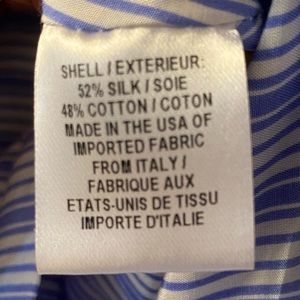 SHELL / EXTERIEUR:
52% SILK / SOIE
48% COTTON / COTON
MADE IN THE USA OF
IMPORTED FABRIC
FROM ITALY /
FABRIQUE AUX
ETATS-UNIS DE TISSU
IMPORTE D'ITALIE